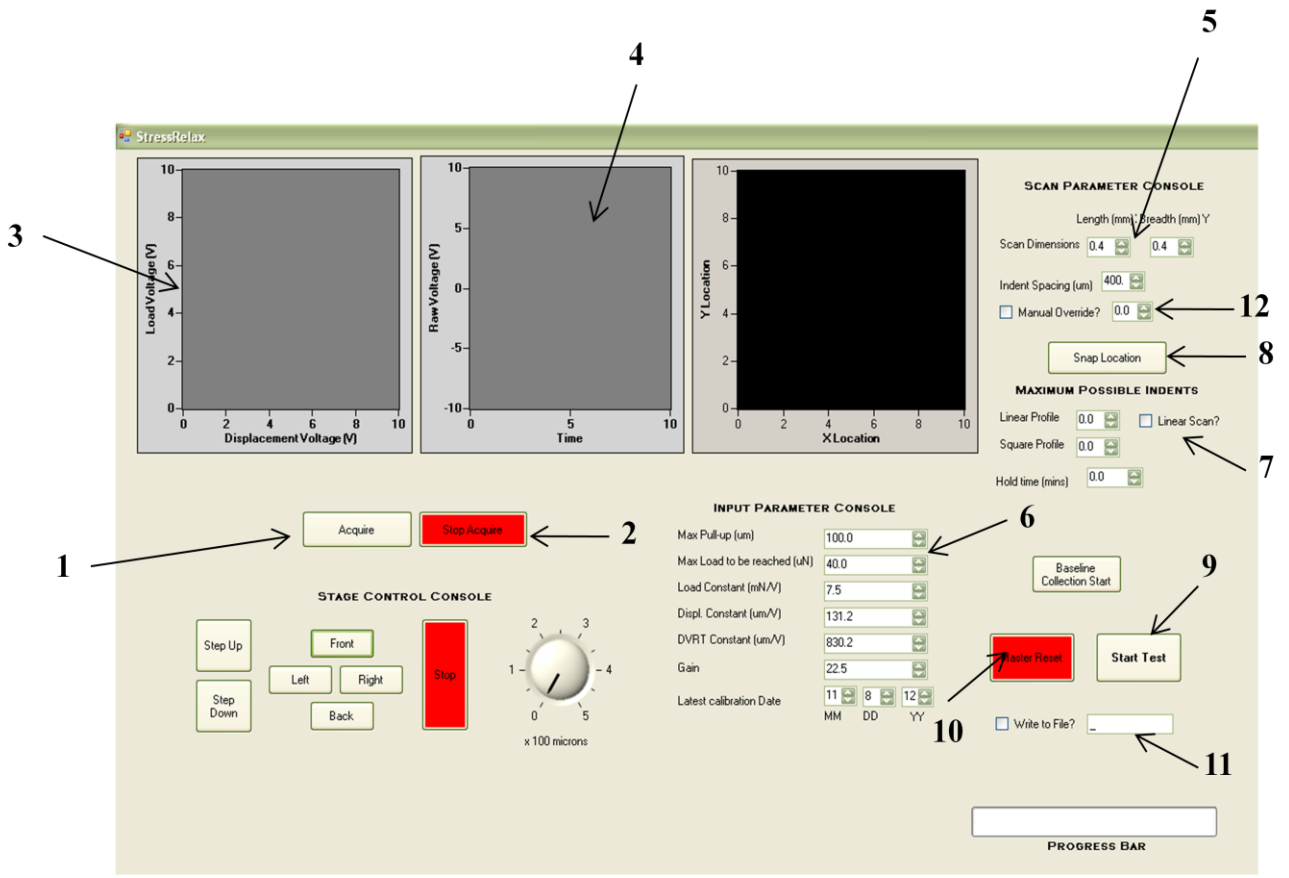 5
4
StressRelax
3
10
8
6
4
2
0
Load Voltage (V)
0 2 4 6 8 10
Displacement Voltage (V)
10
5
0
-5
-10
Raw Voltage (V)
0 5 10
Time
10
8
6
4
2
0
Y Location
0 2 4 6 8 10
X Location
SCAN PARAMETER CONSOLE
Length (mm) Breadth (mm) Y
Scan Dimensions 0.4 0.4
Indent Spacing (um) 400.
Manual Override? 0.0
12
Snap Location
8
MAXIMUM POSSIBLE INDENTS
Linear Profile 0.0 Linear Scan?
Square Profile 0.0
7
Hold time (mins) 0.0
1
Acquire
Stop Acquire
2
INPUT PARAMETER CONSOLE
6
Max Pull-up (um) 100.0
Max Load to be reached (uN) 40.0
Load Constant (mN/V) 7.5
Displ. Constant (um/V) 131.2
DVRT Constant (um/V) 830.2
Gain 22.5
Latest calibration Date 11 8 12
MM DD YY
STAGE CONTROL CONSOLE
Step Up
Step
Down
Front
Left Right
Back
Stop
2 3
1 4
0 5
x 100 microns
Baseline
Collection Start
9
Master Reset
Start Test
10
Write to File? _
11
PROGRESS BAR